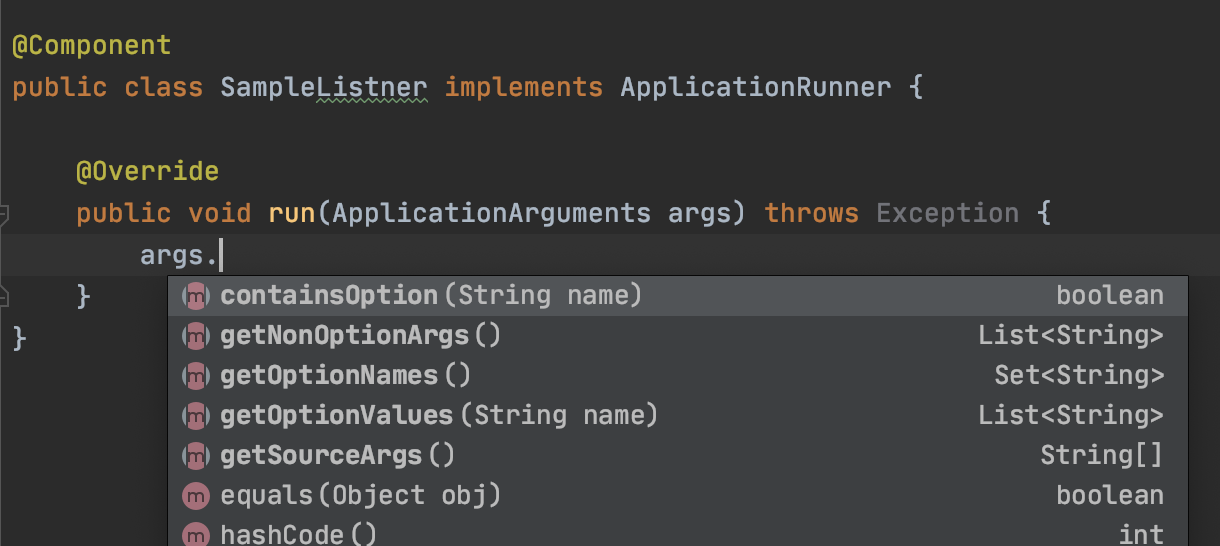 @Component
public class SampleListner implements ApplicationRunner {
@Override
public void run(ApplicationArguments args) throws Exception {
args.
}
}
m containsOption(String name) boolean
m getNonOptionArgs() List<String>
m getOptionNames() Set<String>
m getOptionValues(String name) List<String>
m getSourceArgs() String[]
m equals(Object obj) boolean
m hashCode() int